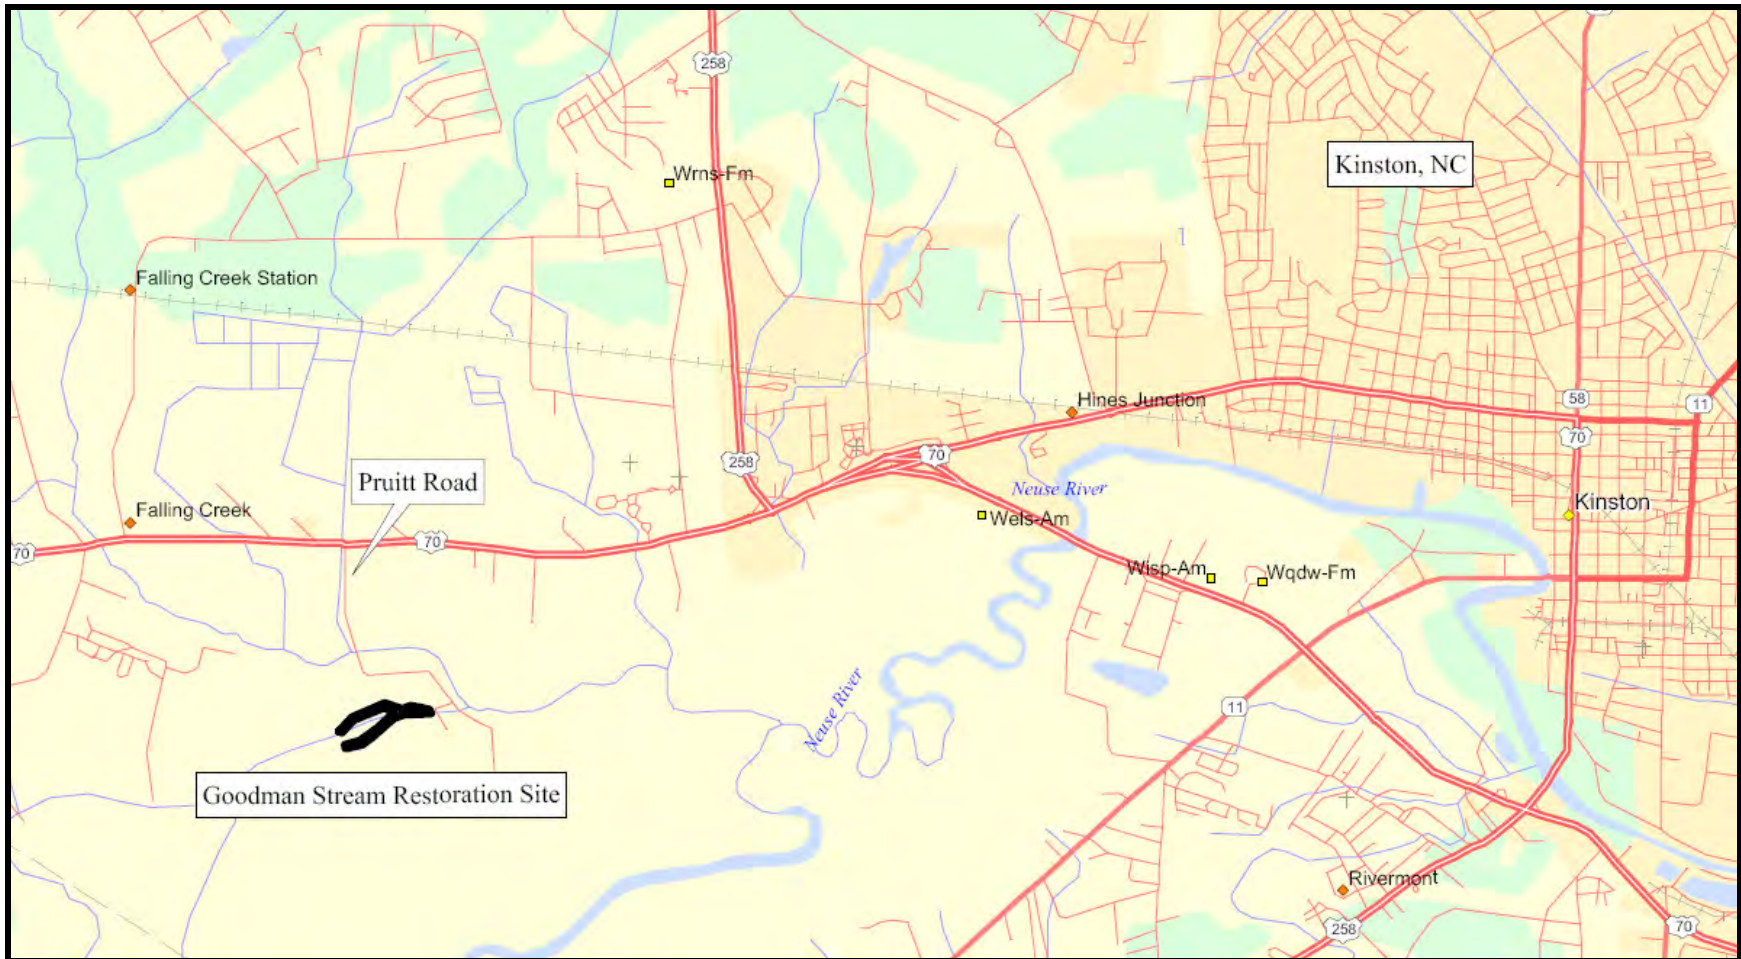 258
Kinston, NC
Wrns-Fm
Falling Creek Station
Hines Junction
58
11
70
258
70
Pruitt Road
Neuse River
Kinston
Falling Creek
Wels-Am
70
70
Wisp-Am
Wqdw-Fm
Neuse River
11
Goodman Stream Restoration Site
Rivermont
258
70